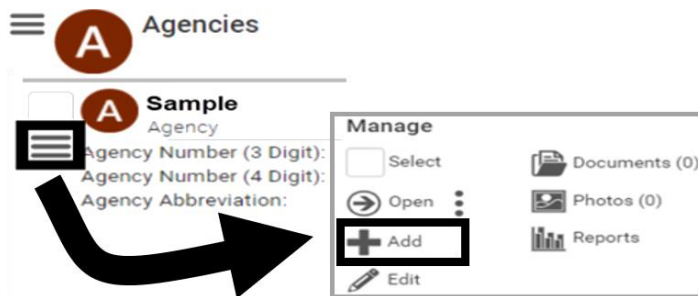 A Agencies
A Sample
Agency
Agency Number (3 Digit):
Agency Number (4 Digit):
Agency Abbreviation:
Manage
Select
Documents (0)
Open
Photos (0)
Add
Reports
Edit